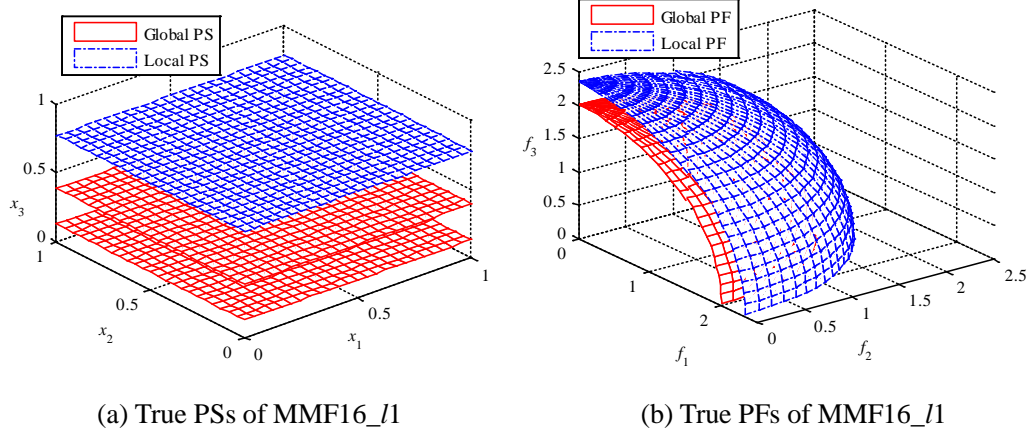 Global PS
Local PS
1
0.5
0
x3
1
0.5
0
x2
0
0.5
1
x1
Global PF
Local PF
2.5
2
1.5
1
0.5
0
f3
0
1
2
f1
0
0.5
1
1.5
2
2.5
f2
(a) True PSs of MMF16_l1
(b) True PFs of MMF16_l1